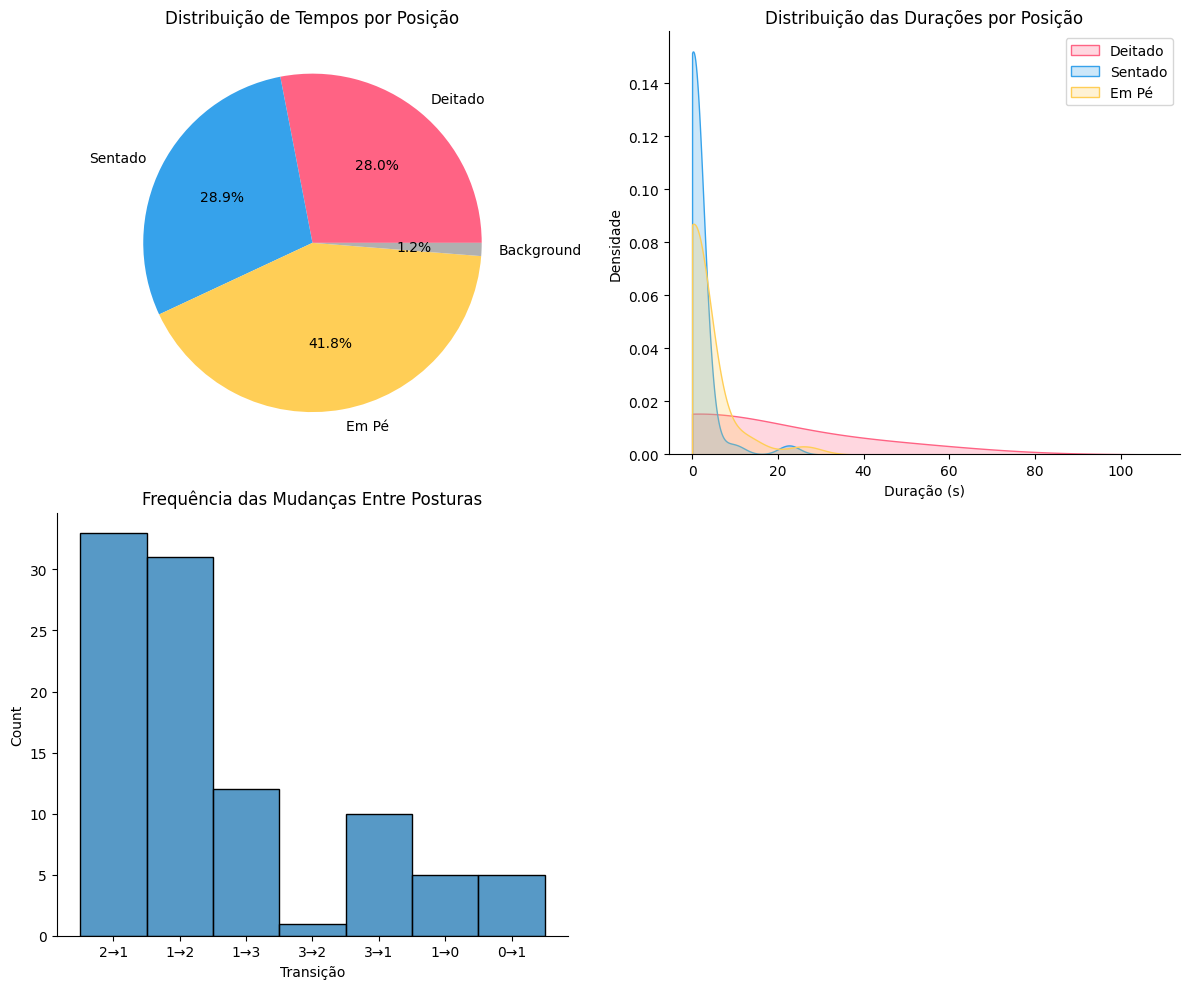 Distribuição de Tempos por Posição
Deitado
28.0%
Sentado
28.9%
1.2%
Background
41.8%
Em Pé
Distribuição das Durações por Posição
Deitado
Sentado
Em Pé
Densidade
0.14
0.12
0.10
0.08
0.06
0.04
0.02
0.00
0 20 40 60 80 100
Duração (s)
Frequência das Mudanças Entre Posturas
Count
30
25
20
15
10
5
0
2→1 1→2 1→3 3→2 3→1 1→0 0→1
Transição